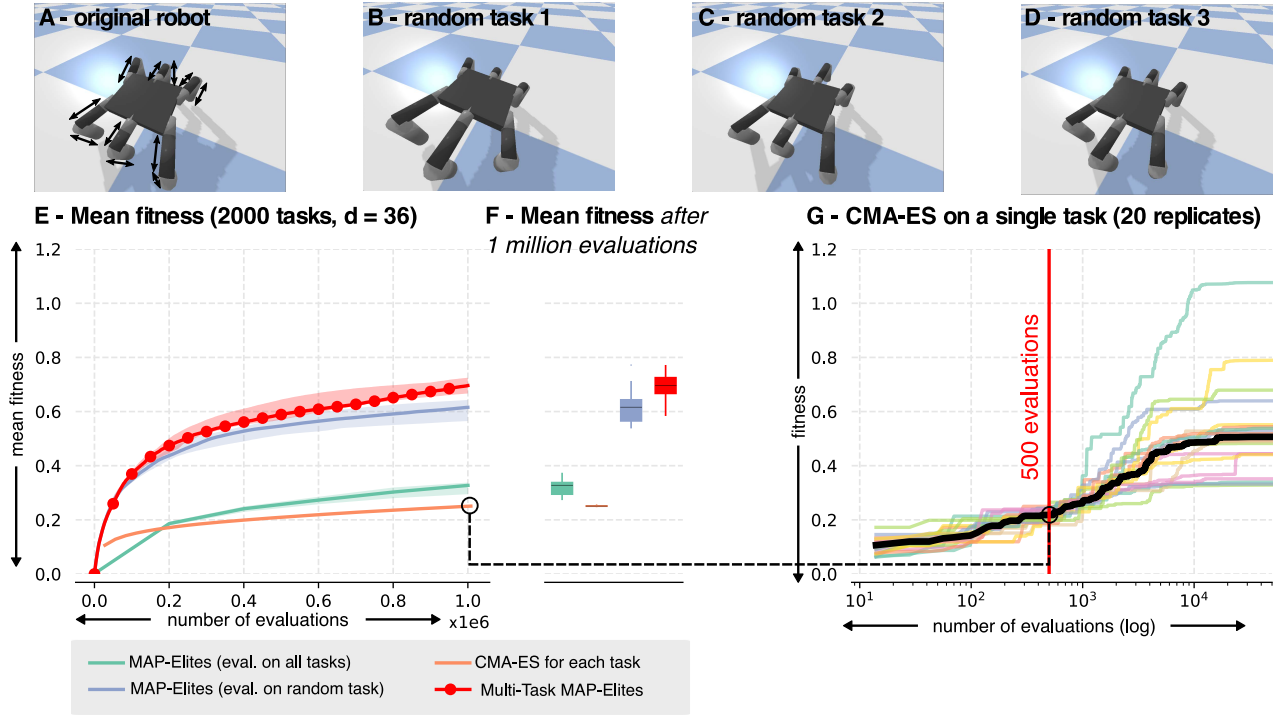 A - original robot
B - random task 1
C - random task 2
D - random task 3
E - Mean fitness (2000 tasks, d = 36)
F - Mean fitness after
1 million evaluations
G - CMA-ES on a single task (20 replicates)
mean fitness
1.2
1.0
0.8
0.6
0.4
0.2
0.0
0.0
0.2
0.4
0.6
0.8
1.0
x1e6
number of evaluations
fitness
1.2
1.0
0.8
0.6
0.4
0.2
0.0
500 evaluations
10¹
10²
10³
10⁴
number of evaluations (log)
MAP-Elites (eval. on all tasks)
CMA-ES for each task
MAP-Elites (eval. on random task)
Multi-Task MAP-Elites